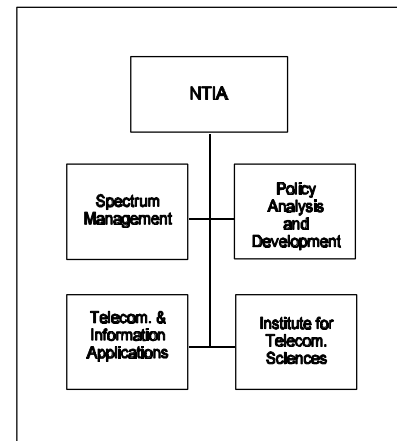 NTIA
Spectrum
Management
Policy
Analysis
and
Development
Telecom. &
Information
Applications
Institute for
Telecom.
Sciences